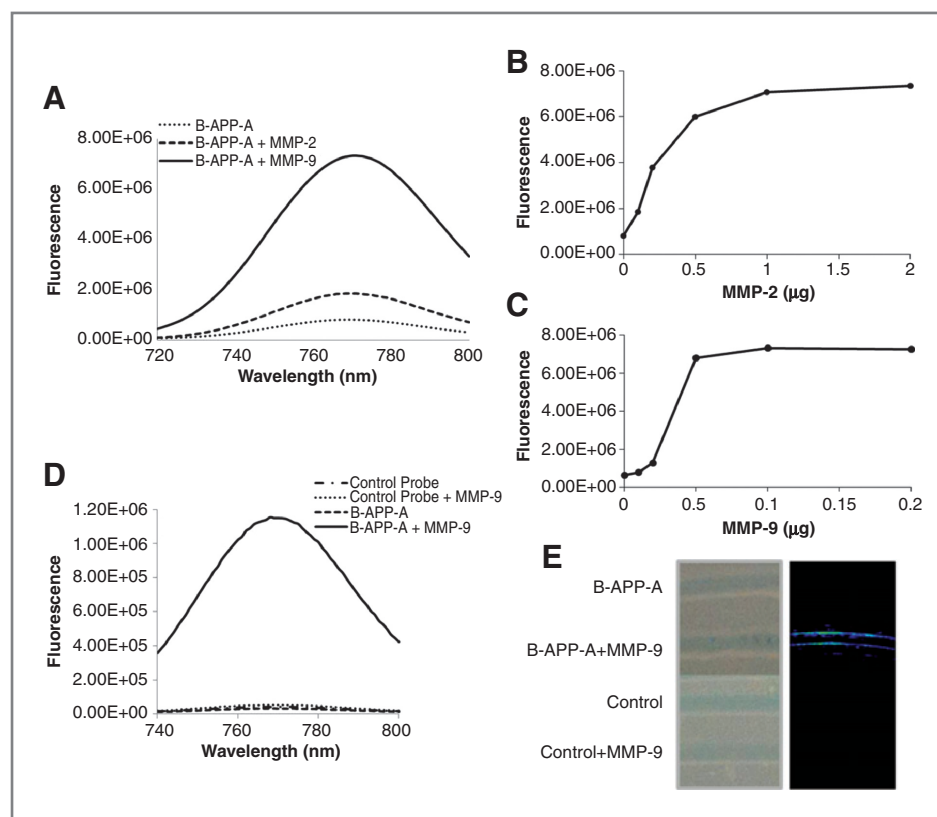 A
B-APP-A
B-APP-A + MMP-2
B-APP-A + MMP-9
8.00E+06
6.00E+06
4.00E+06
2.00E+06
0.00E+00
Fluorescence
720
740
760
780
800
Wavelength (nm)
B
8.00E+06
6.00E+06
4.00E+06
2.00E+06
0.00E+00
Fluorescence
0
0.5
1
1.5
2
MMP-2 (µg)
C
8.00E+06
6.00E+06
4.00E+06
2.00E+06
0.00E+00
Fluorescence
0
0.5
0.1
0.15
0.2
MMP-9 (µg)
D
Control Probe
Control Probe + MMP-9
B-APP-A
B-APP-A + MMP-9
1.20E+06
1.00E+06
8.00E+05
6.00E+05
4.00E+05
2.00E+05
0.00E+00
Fluorescence
740
760
780
800
Wavelength (nm)
E
B-APP-A
B-APP-A+MMP-9
Control
Control+MMP-9